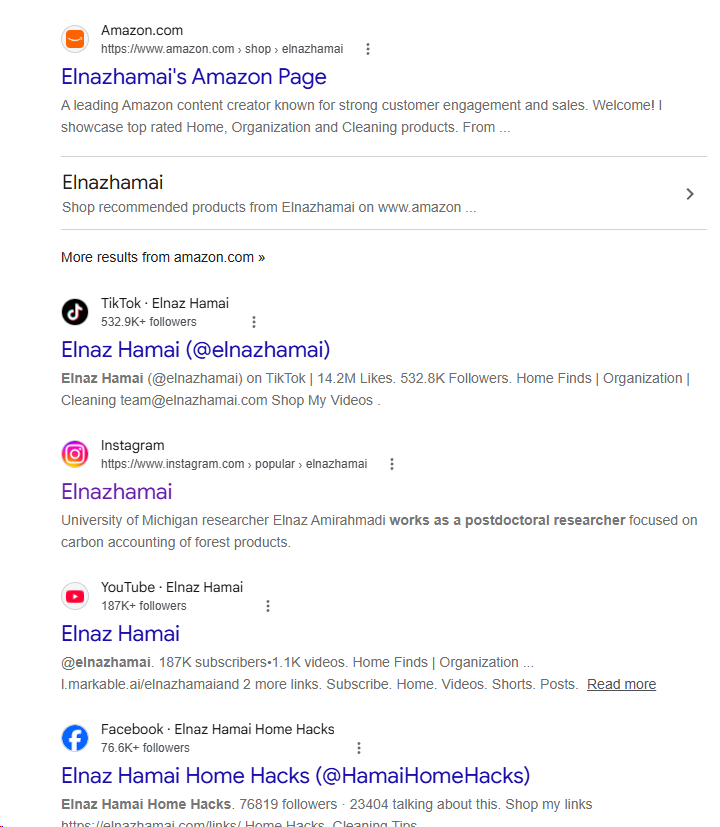 Amazon.com
https://www.amazon.com › shop › elnazhamai
Elnazhamai's Amazon Page
A leading Amazon content creator known for strong customer engagement and sales. Welcome! I
showcase top rated Home, Organization and Cleaning products. From ...
Elnazhamai
Shop recommended products from Elnazhamai on www.amazon ...
More results from amazon.com »
TikTok · Elnaz Hamai
532.9K+ followers
Elnaz Hamai (@elnazhamai)
Elnaz Hamai (@elnazhamai) on TikTok | 14.2M Likes. 532.8K Followers. Home Finds | Organization |
Cleaning team@elnazhamai.com Shop My Videos .
Instagram
https://www.instagram.com › popular › elnazhamai
Elnazhamai
University of Michigan researcher Elnaz Amirahmadi works as a postdoctoral researcher focused on
carbon accounting of forest products.
YouTube · Elnaz Hamai
187K+ followers
Elnaz Hamai
@elnazhamai. 187K subscribers•1.1K videos. Home Finds | Organization ...
l.markable.ai/elnazhamaiand 2 more links. Subscribe. Home. Videos. Shorts. Posts. Read more
Facebook · Elnaz Hamai Home Hacks
76.6K+ followers
Elnaz Hamai Home Hacks (@HamaiHomeHacks)
Elnaz Hamai Home Hacks. 76819 followers · 23404 talking about this. Shop my links
https://elnazhamai.com/links/ Home Hacks, Cleaning Tips